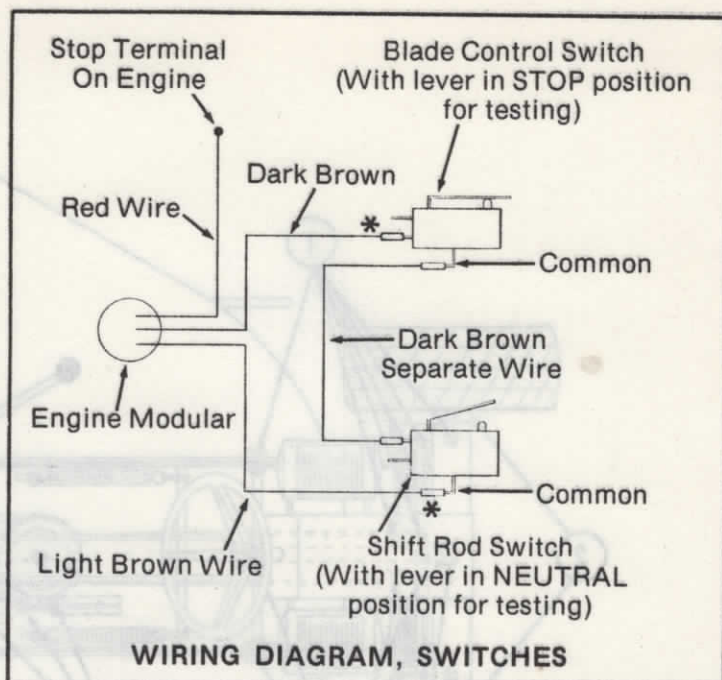 Stop Terminal
On Engine
Blade Control Switch
(With lever in STOP position
for testing)
Dark Brown
Red Wire
*
Common
Dark Brown
Separate Wire
Engine Modular
Common
*
Light Brown Wire
Shift Rod Switch
(With lever in NEUTRAL
position for testing)
WIRING DIAGRAM, SWITCHES